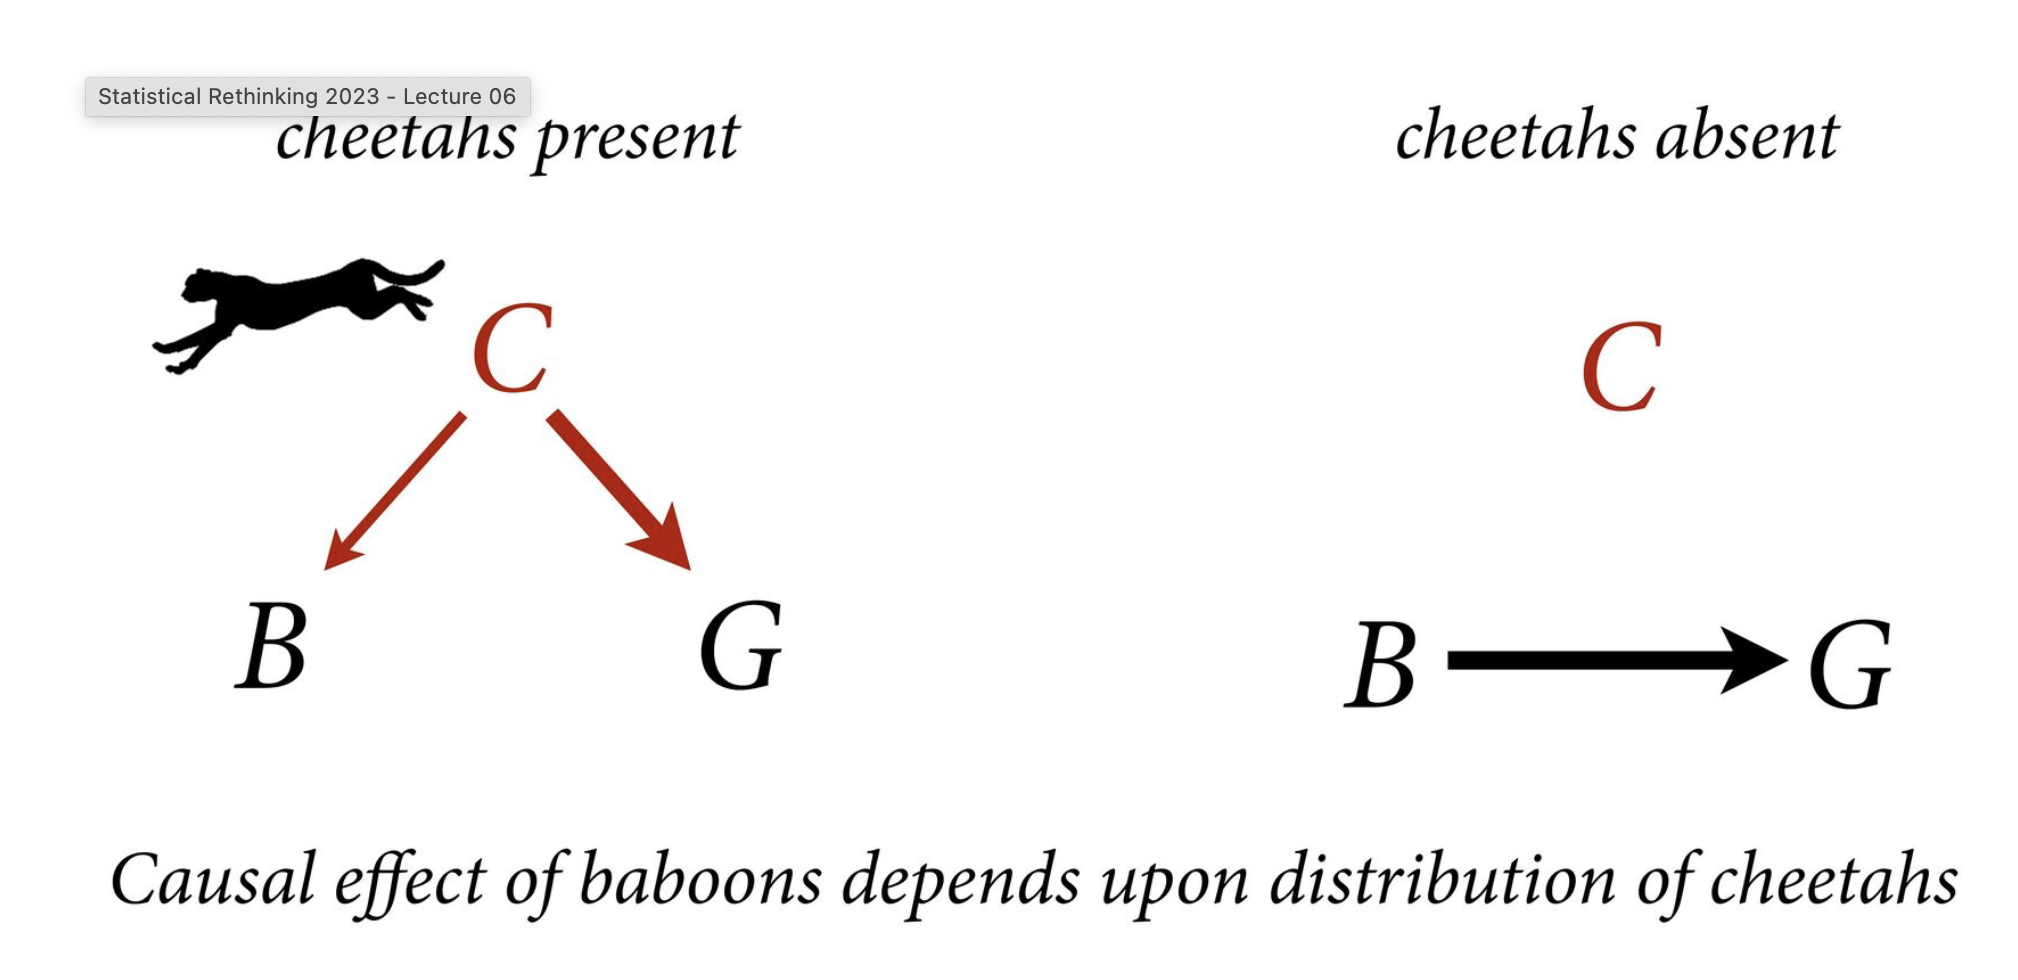 Statistical Rethinking 2023 - Lecture 06
cheetahs present
cheetahs absent
C
C
B
G
B
G
Causal effect of baboons depends upon distribution of cheetahs